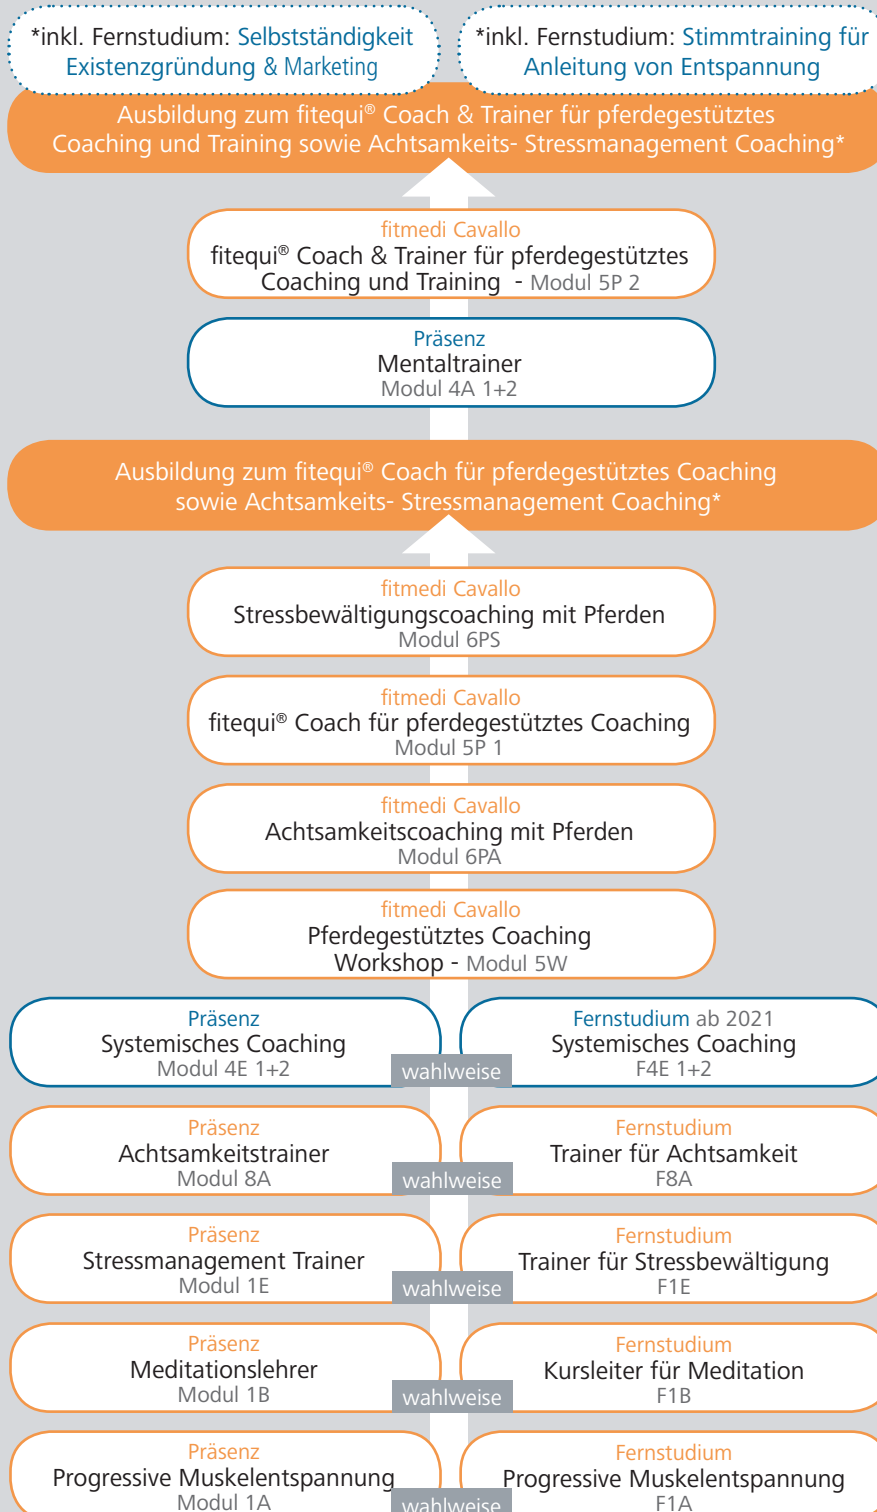 *inkl. Fernstudium: Selbstständigkeit
Existenzgründung & Marketing
*inkl. Fernstudium: Stimmtraining für
Anleitung von Entspannung
Ausbildung zum fitequi® Coach & Trainer für pferdegestütztes
Coaching und Training sowie Achtsamkeits- Stressmanagement Coaching*
fitmedi Cavallo
fitequi® Coach & Trainer für pferdegestütztes
Coaching und Training - Modul 5P 2
Präsenz
Mentaltrainer
Modul 4A 1+2
Ausbildung zum fitequi® Coach für pferdegestütztes Coaching
sowie Achtsamkeits- Stressmanagement Coaching*
fitmedi Cavallo
Stressbewältigungscoaching mit Pferden
Modul 6PS
fitmedi Cavallo
fitequi® Coach für pferdegestütztes Coaching
Modul 5P 1
fitmedi Cavallo
Achtsamkeitscoaching mit Pferden
Modul 6PA
fitmedi Cavallo
Pferdegestütztes Coaching
Workshop - Modul 5W
Präsenz
Systemisches Coaching
Modul 4E 1+2
wahlweise
Fernstudium ab 2021
Systemisches Coaching
F4E 1+2
Präsenz
Achtsamkeitstrainer
Modul 8A
wahlweise
Fernstudium
Trainer für Achtsamkeit
F8A
Präsenz
Stressmanagement Trainer
Modul 1E
wahlweise
Fernstudium
Trainer für Stressbewältigung
F1E
Präsenz
Meditationslehrer
Modul 1B
wahlweise
Fernstudium
Kursleiter für Meditation
F1B
Präsenz
Progressive Muskelentspannung
Modul 1A
wahlweise
Fernstudium
Progressive Muskelentspannung
F1A